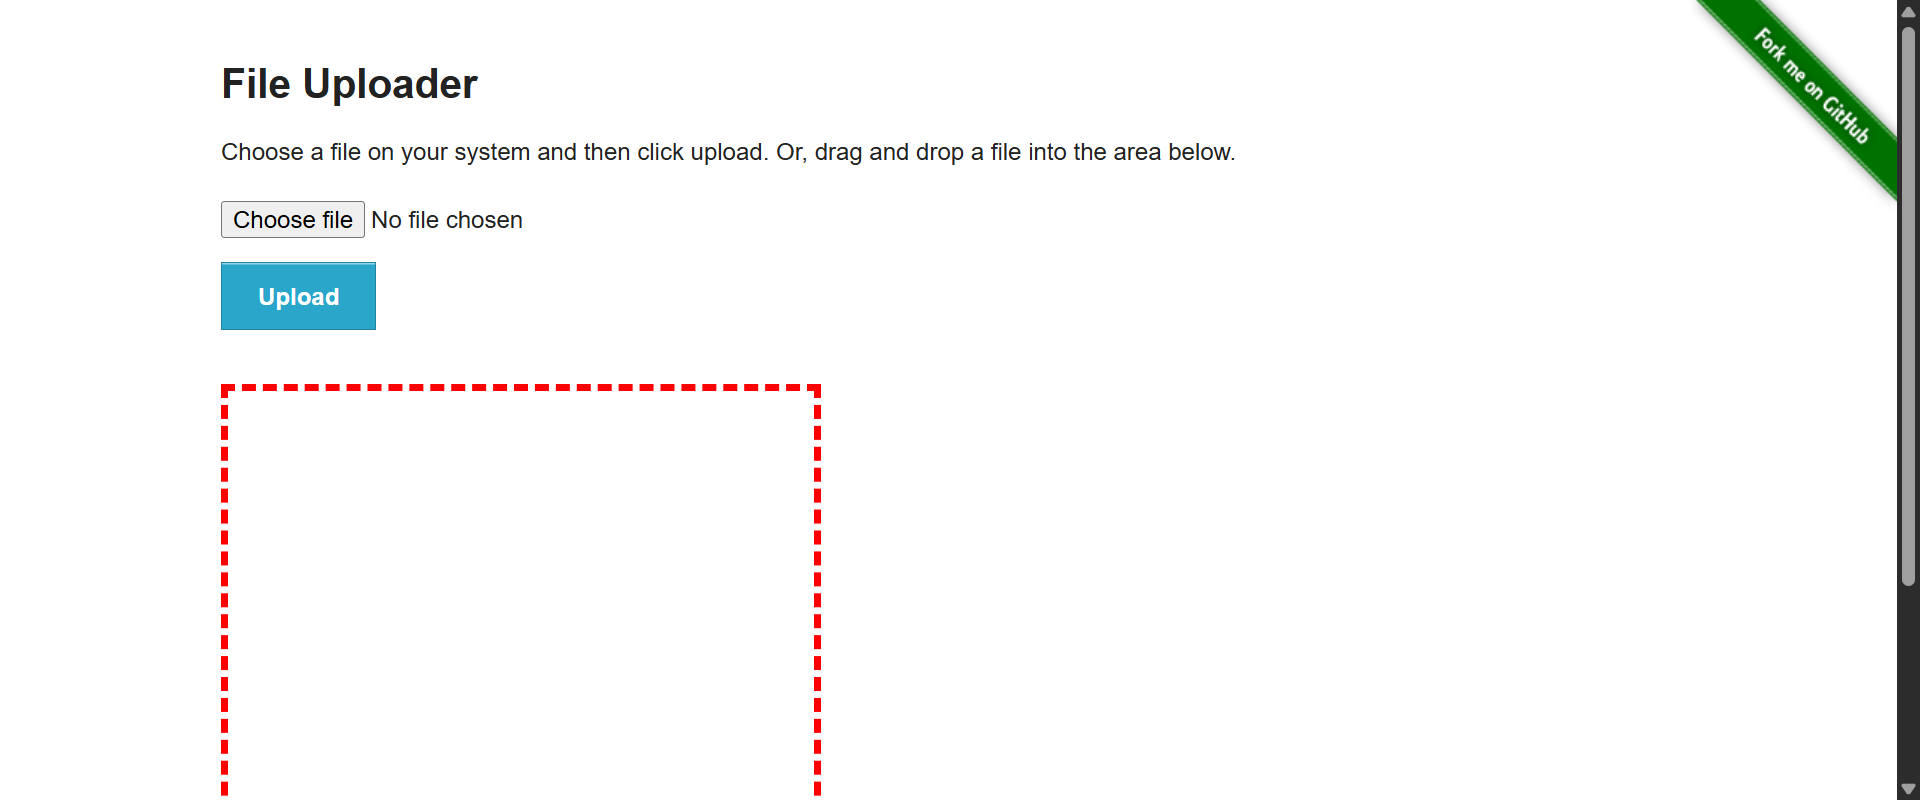 File Uploader
Choose a file on your system and then click upload. Or, drag and drop a file into the area below.
Choose file No file chosen
Upload
Fork me on GitHub